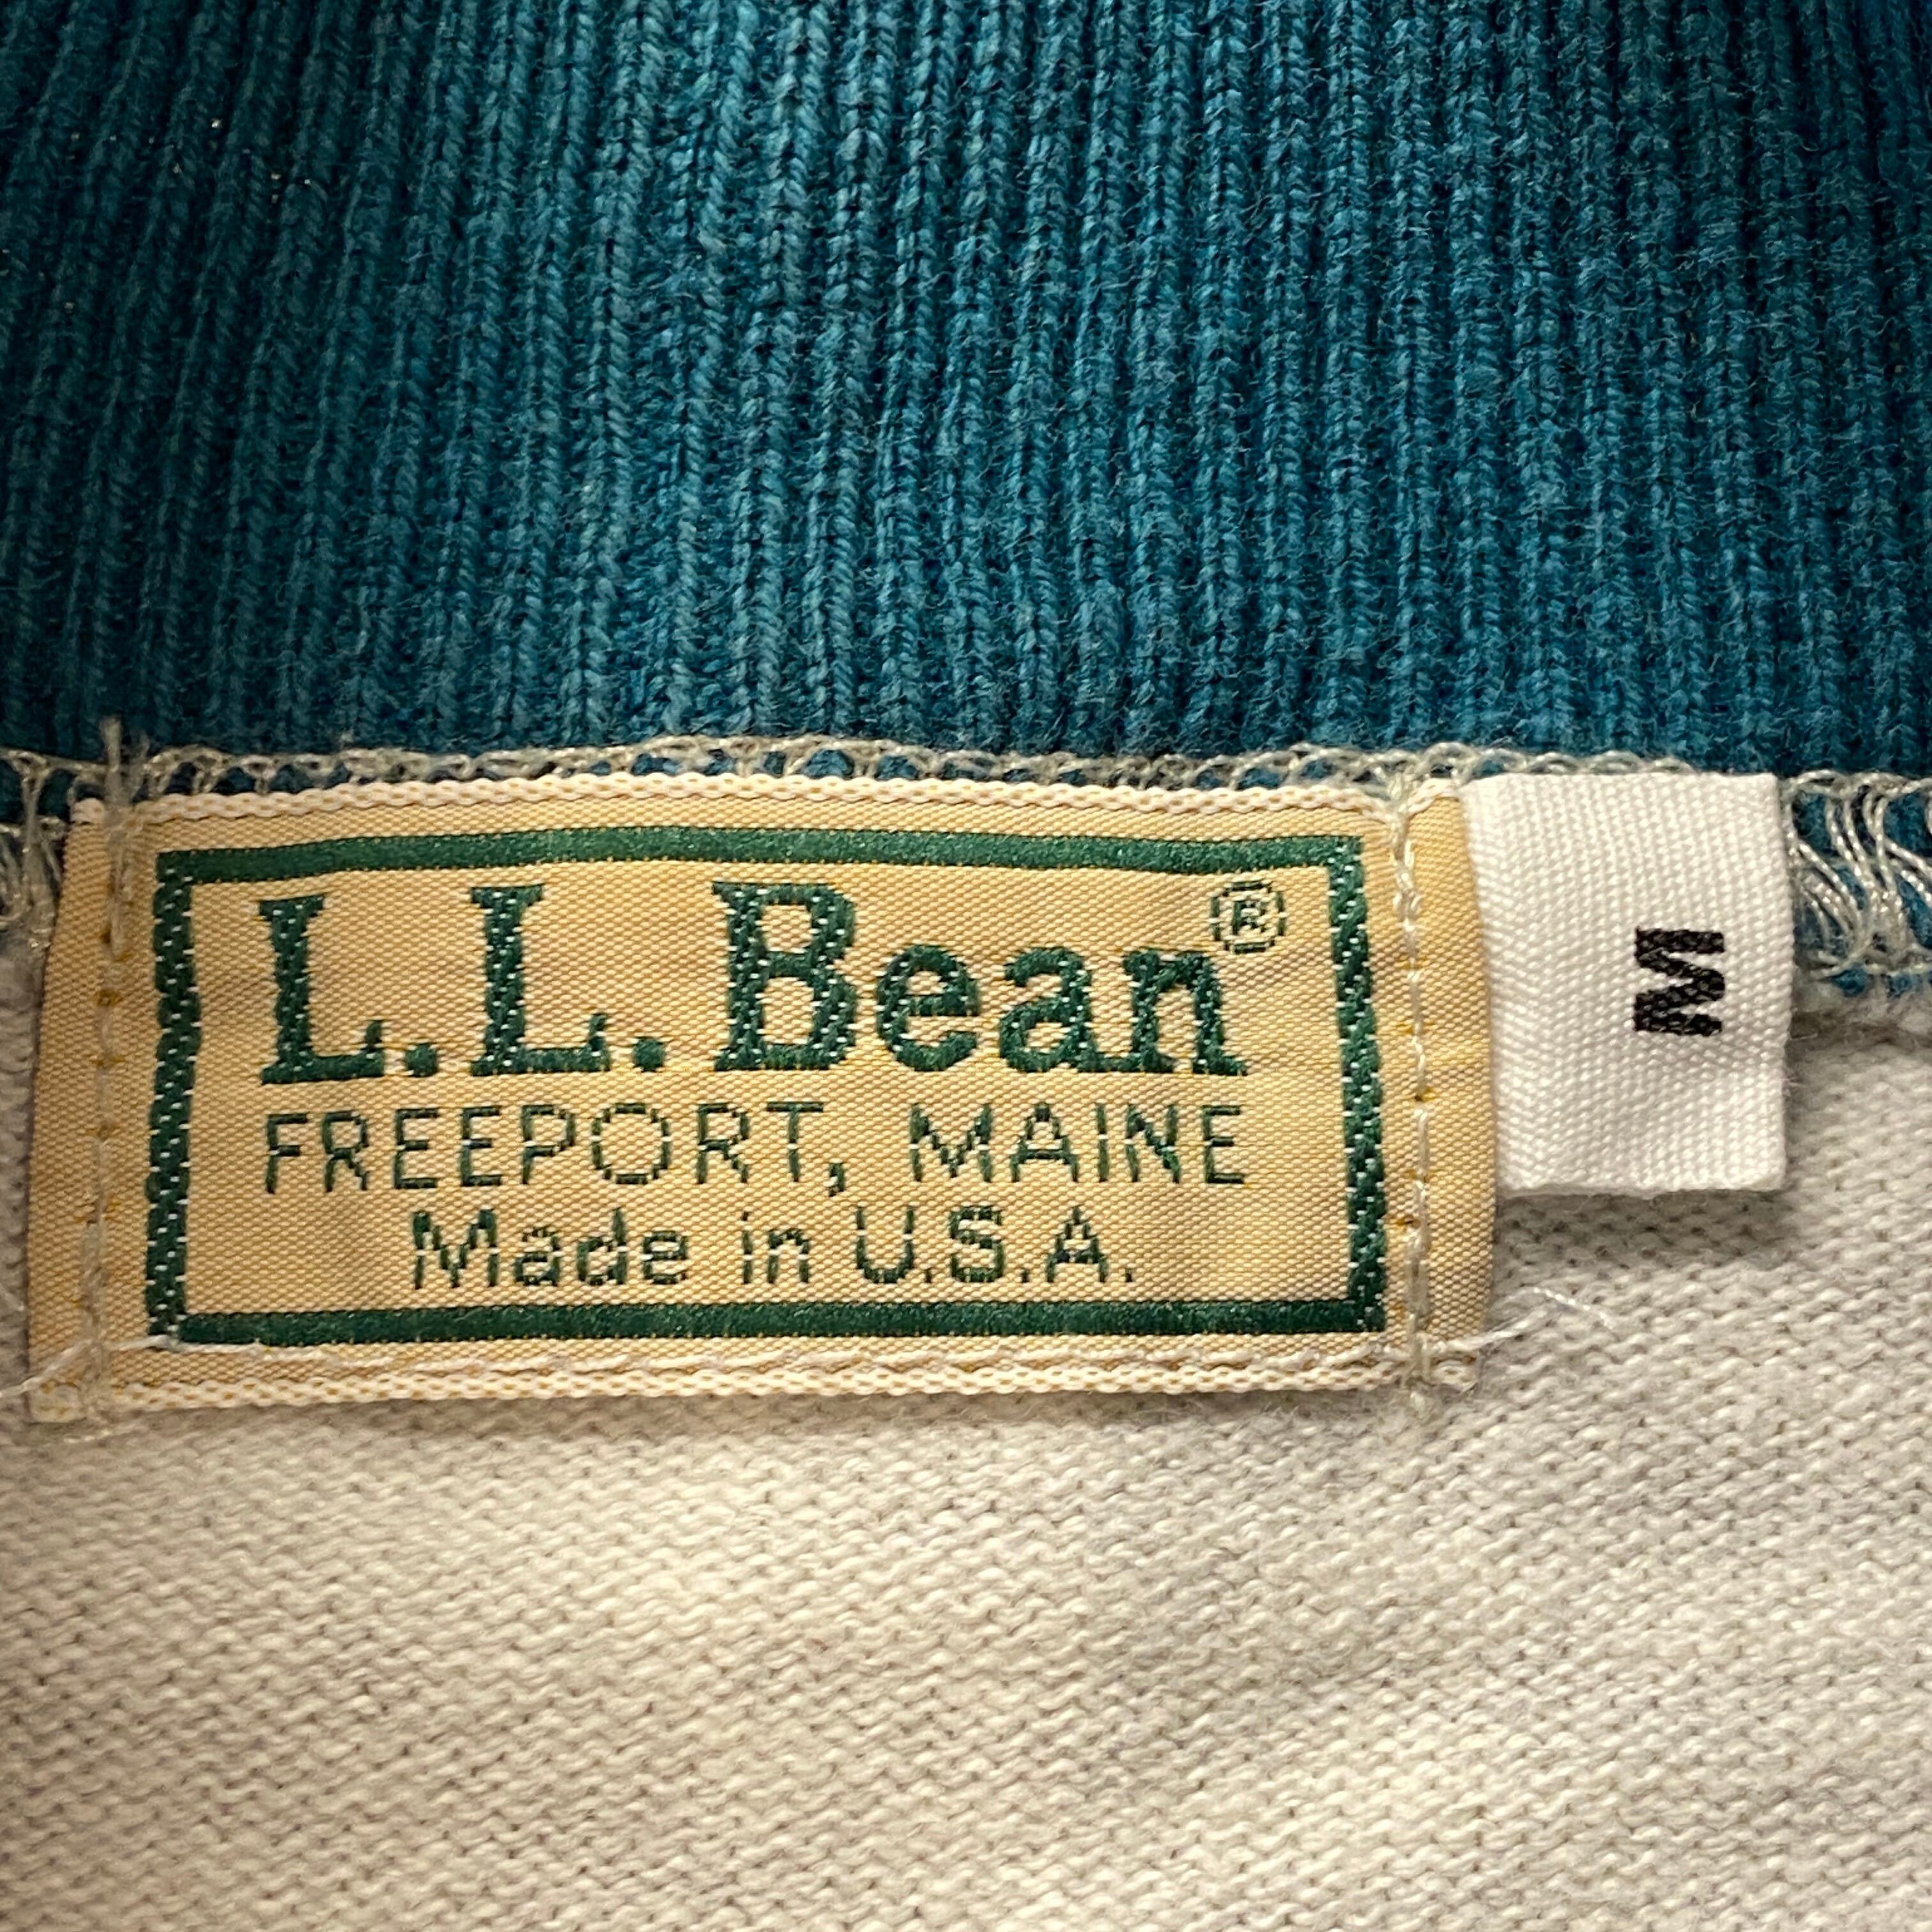 L.L.Bean®
FREEPORT, MAINE
Made in U.S.A.
M